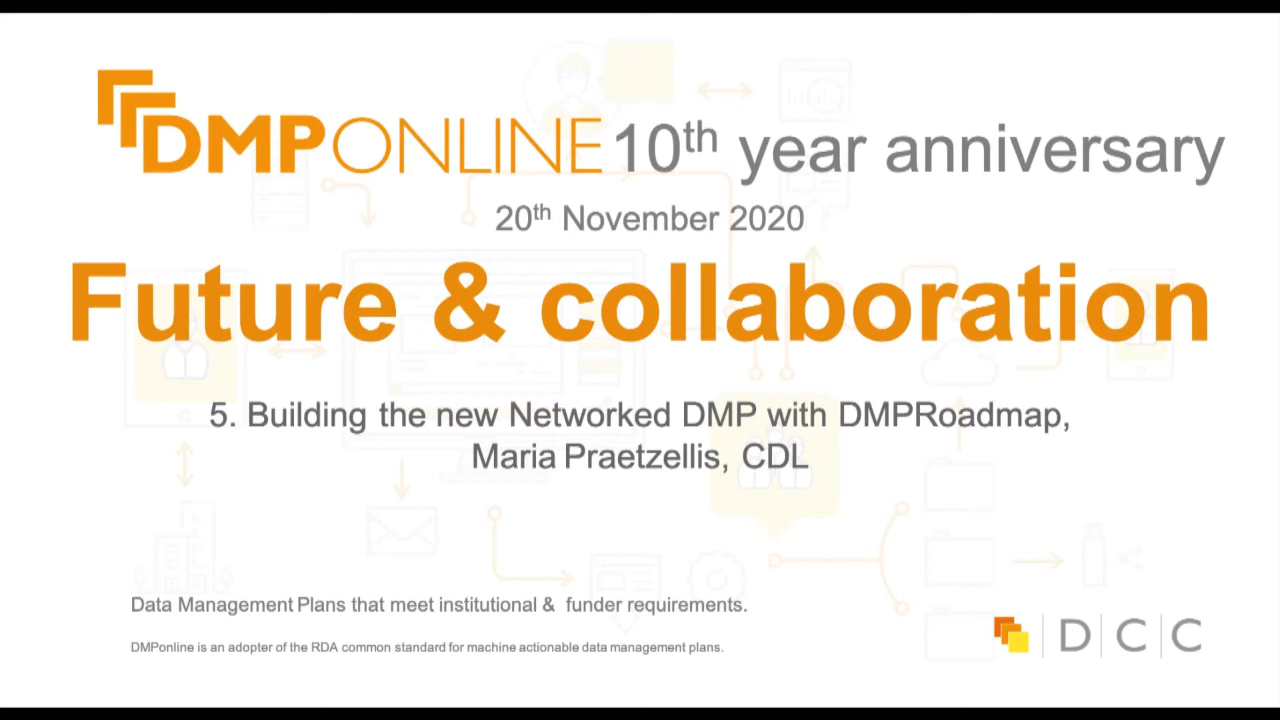 DMPONLINE 10th year anniversary
20th November 2020
Future & collaboration
5. Building the new Networked DMP with DMPRoadmap,
Maria Praetzellis, CDL
Data Management Plans that meet institutional & funder requirements.
DMPonline is an adopter of the RDA common standard for machine actionable data management plans.
D|C|C